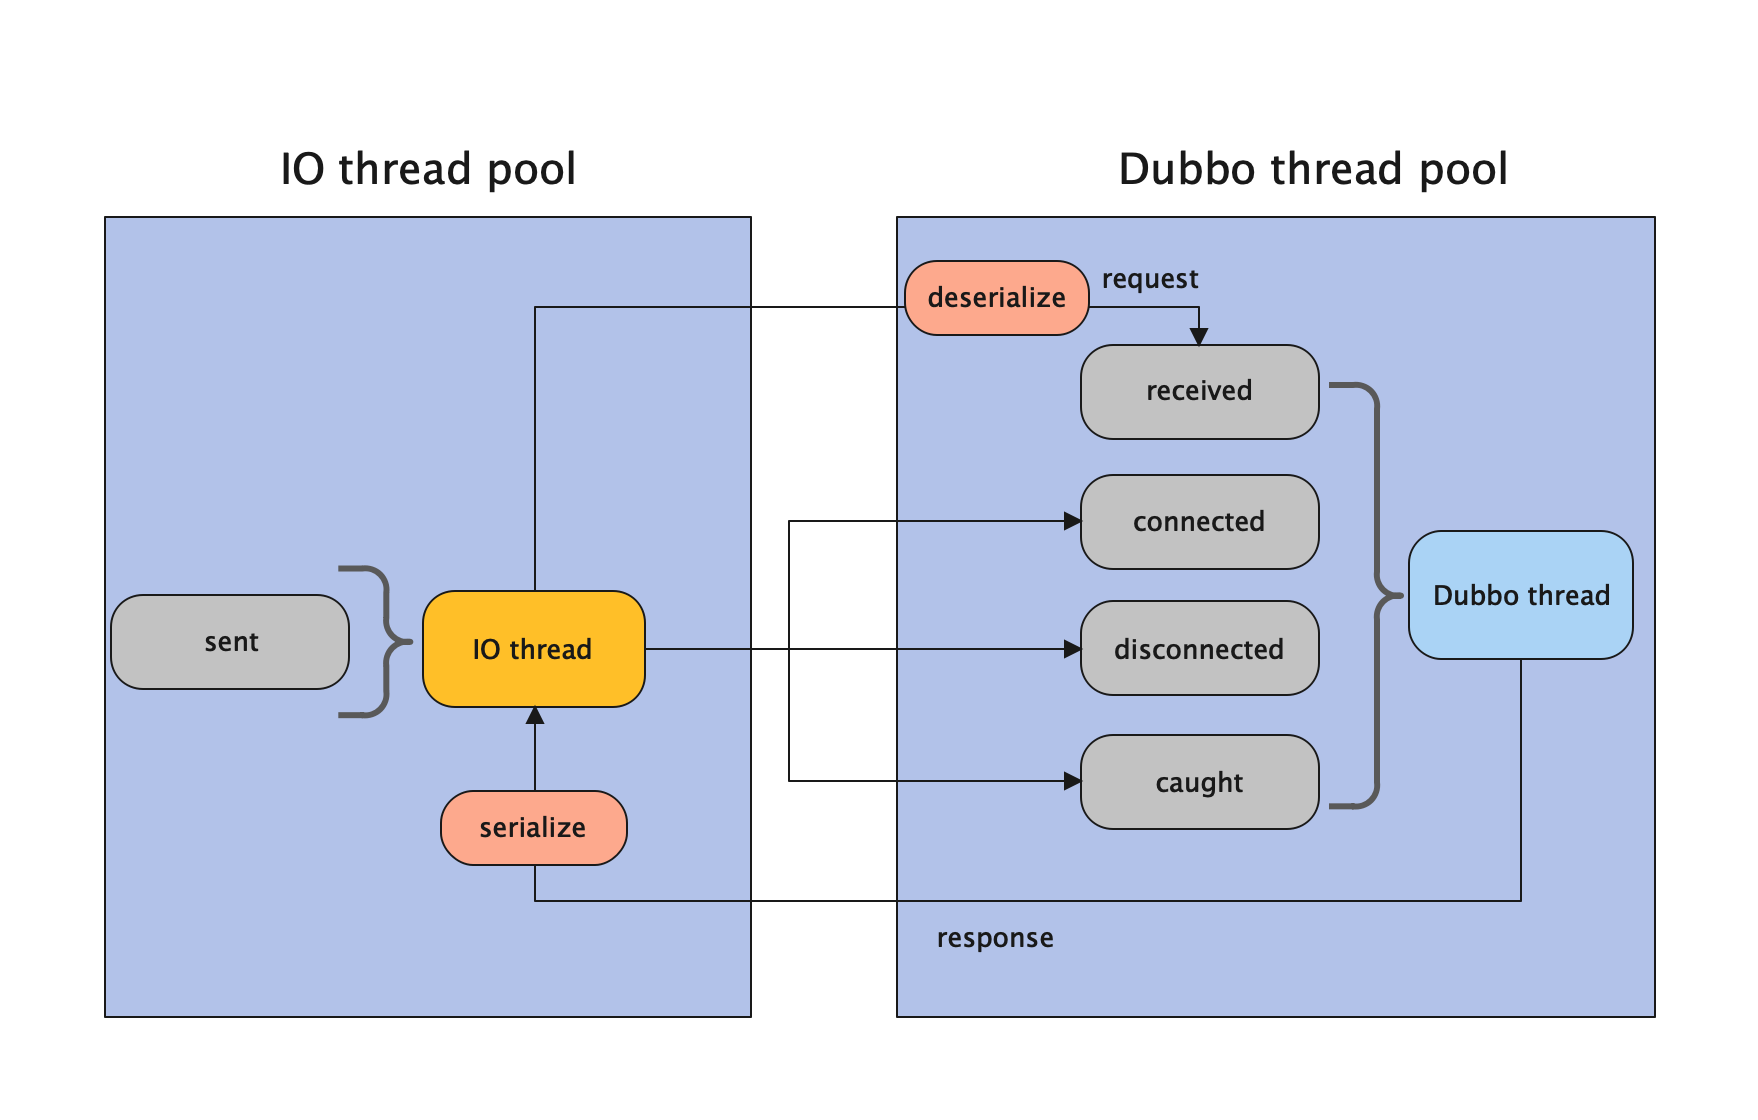 IO thread pool
Dubbo thread pool
deserialize
request
received
connected
sent
IO thread
disconnected
Dubbo thread
caught
serialize
response